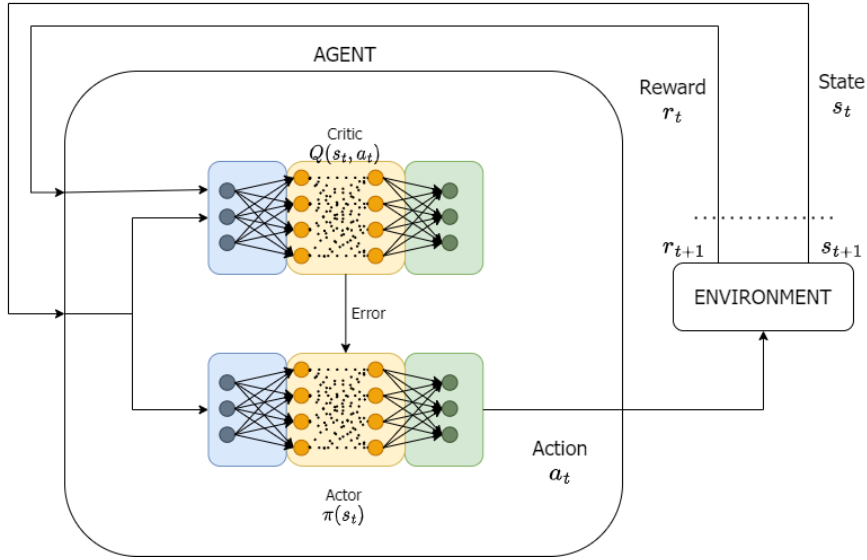 AGENT
Reward
r_t
State
s_t
Critic
Q(s_t, a_t)
r_{t+1}
s_{t+1}
ENVIRONMENT
Error
Action
a_t
Actor
π(s_t)